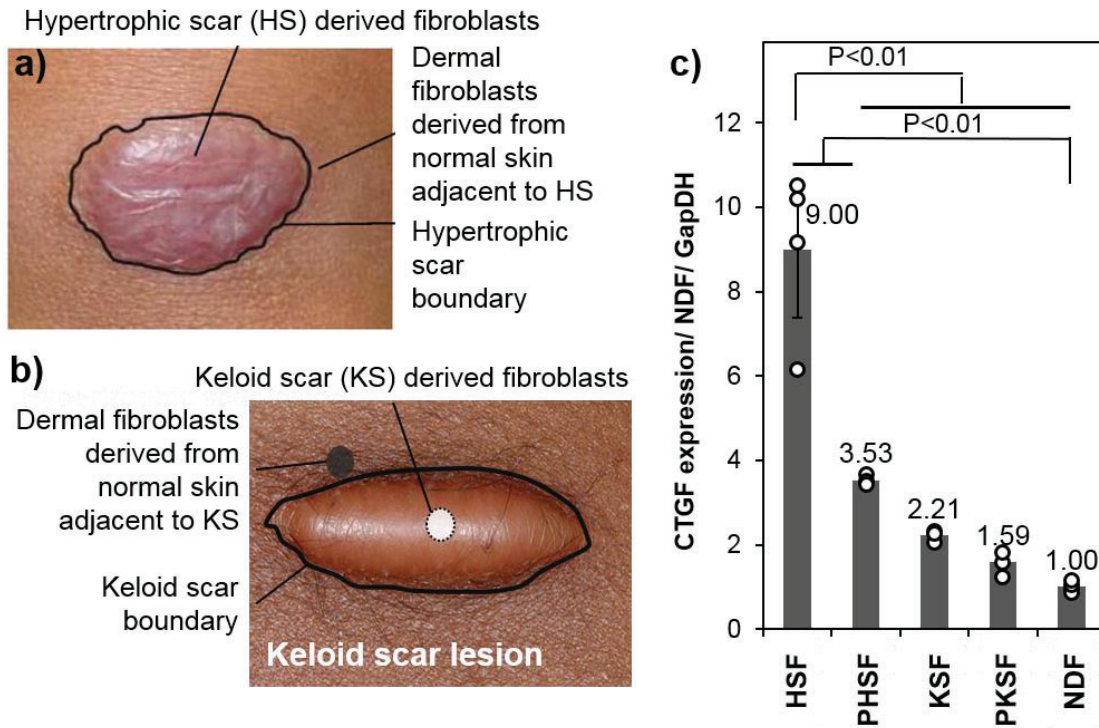 Hypertrophic scar (HS) derived fibroblasts
a)
Dermal
fibroblasts
derived from
normal skin
adjacent to HS
Hypertrophic
scar
boundary
b)
Keloid scar (KS) derived fibroblasts
Dermal fibroblasts
derived from
normal skin
adjacent to KS
Keloid scar
boundary
Keloid scar lesion
c)
P<0.01
P<0.01
CTGF expression/ NDF/ GapDH
12
10
8
6
4
2
0
9.00
3.53
2.21
1.59
1.00
HSF
PHSF
KSF
PKSF
NDF